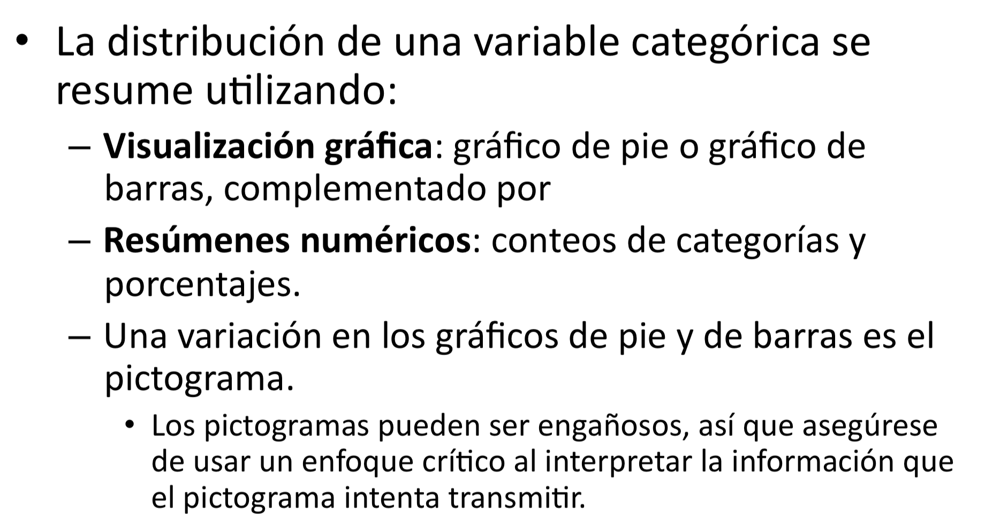 • La distribución de una variable categórica se
resume utilizando:
– Visualización gráfica: gráfico de pie o gráfico de
barras, complementado por
– Resúmenes numéricos: conteos de categorías y
porcentajes.
– Una variación en los gráficos de pie y de barras es el
pictograma.
• Los pictogramas pueden ser engañosos, así que asegúrese
de usar un enfoque crítico al interpretar la información que
el pictograma intenta transmitir.